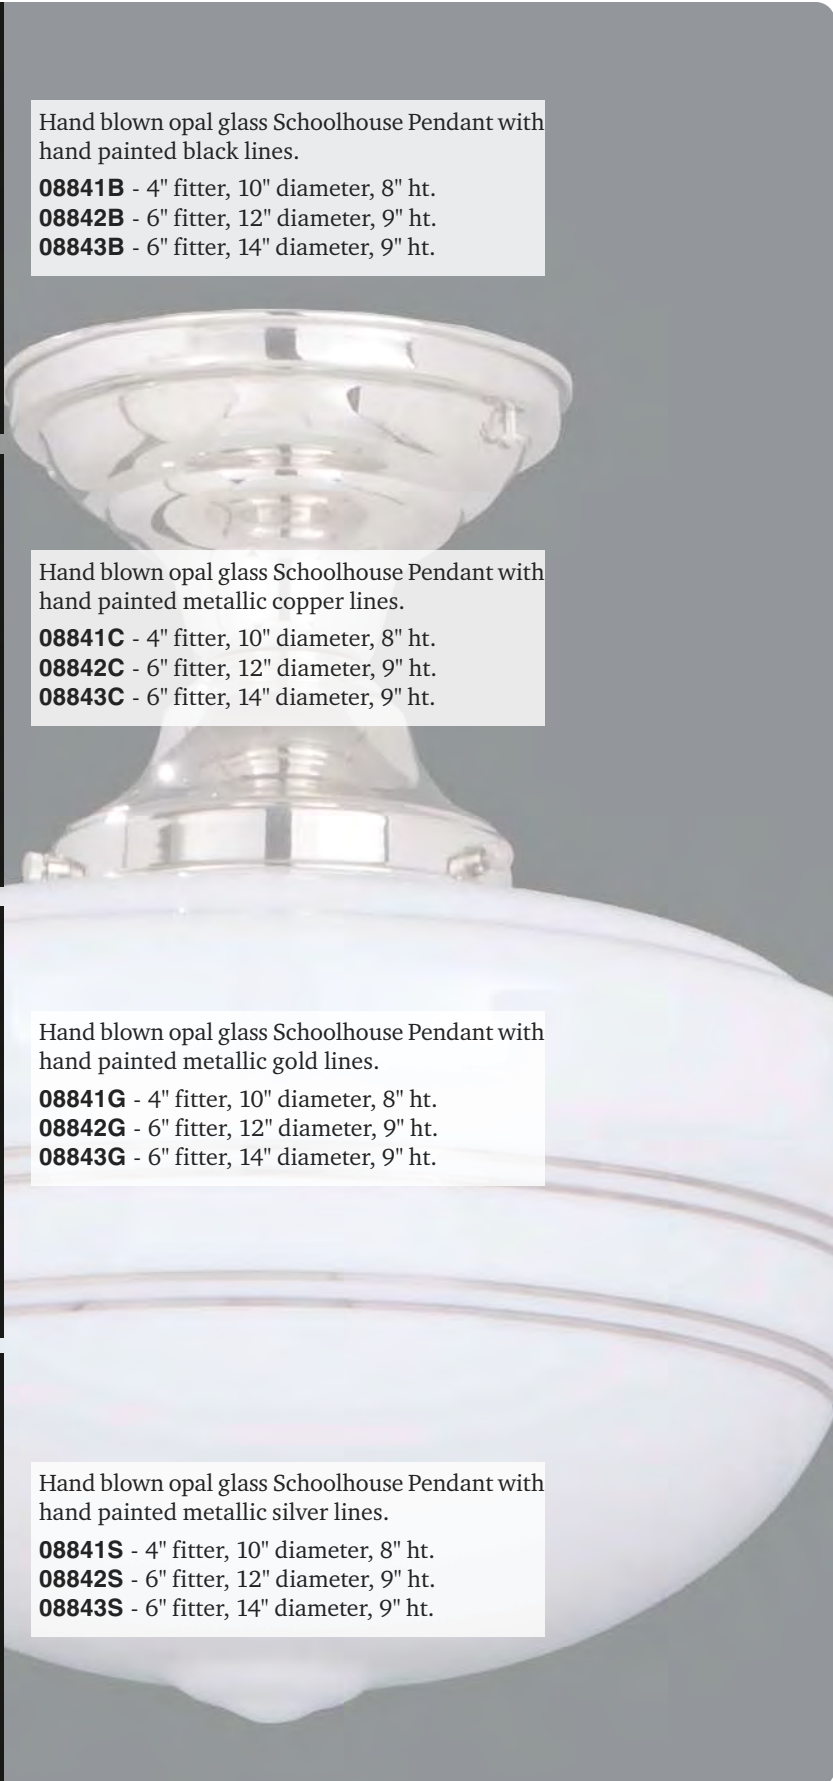 Hand blown opal glass Schoolhouse Pendant with
hand painted black lines.
08841B - 4" fitter, 10" diameter, 8" ht.
08842B - 6" fitter, 12" diameter, 9" ht.
08843B - 6" fitter, 14" diameter, 9" ht.
Hand blown opal glass Schoolhouse Pendant with
hand painted metallic copper lines.
08841C - 4" fitter, 10" diameter, 8" ht.
08842C - 6" fitter, 12" diameter, 9" ht.
08843C - 6" fitter, 14" diameter, 9" ht.
Hand blown opal glass Schoolhouse Pendant with
hand painted metallic gold lines.
08841G - 4" fitter, 10" diameter, 8" ht.
08842G - 6" fitter, 12" diameter, 9" ht.
08843G - 6" fitter, 14" diameter, 9" ht.
Hand blown opal glass Schoolhouse Pendant with
hand painted metallic silver lines.
08841S - 4" fitter, 10" diameter, 8" ht.
08842S - 6" fitter, 12" diameter, 9" ht.
08843S - 6" fitter, 14" diameter, 9" ht.